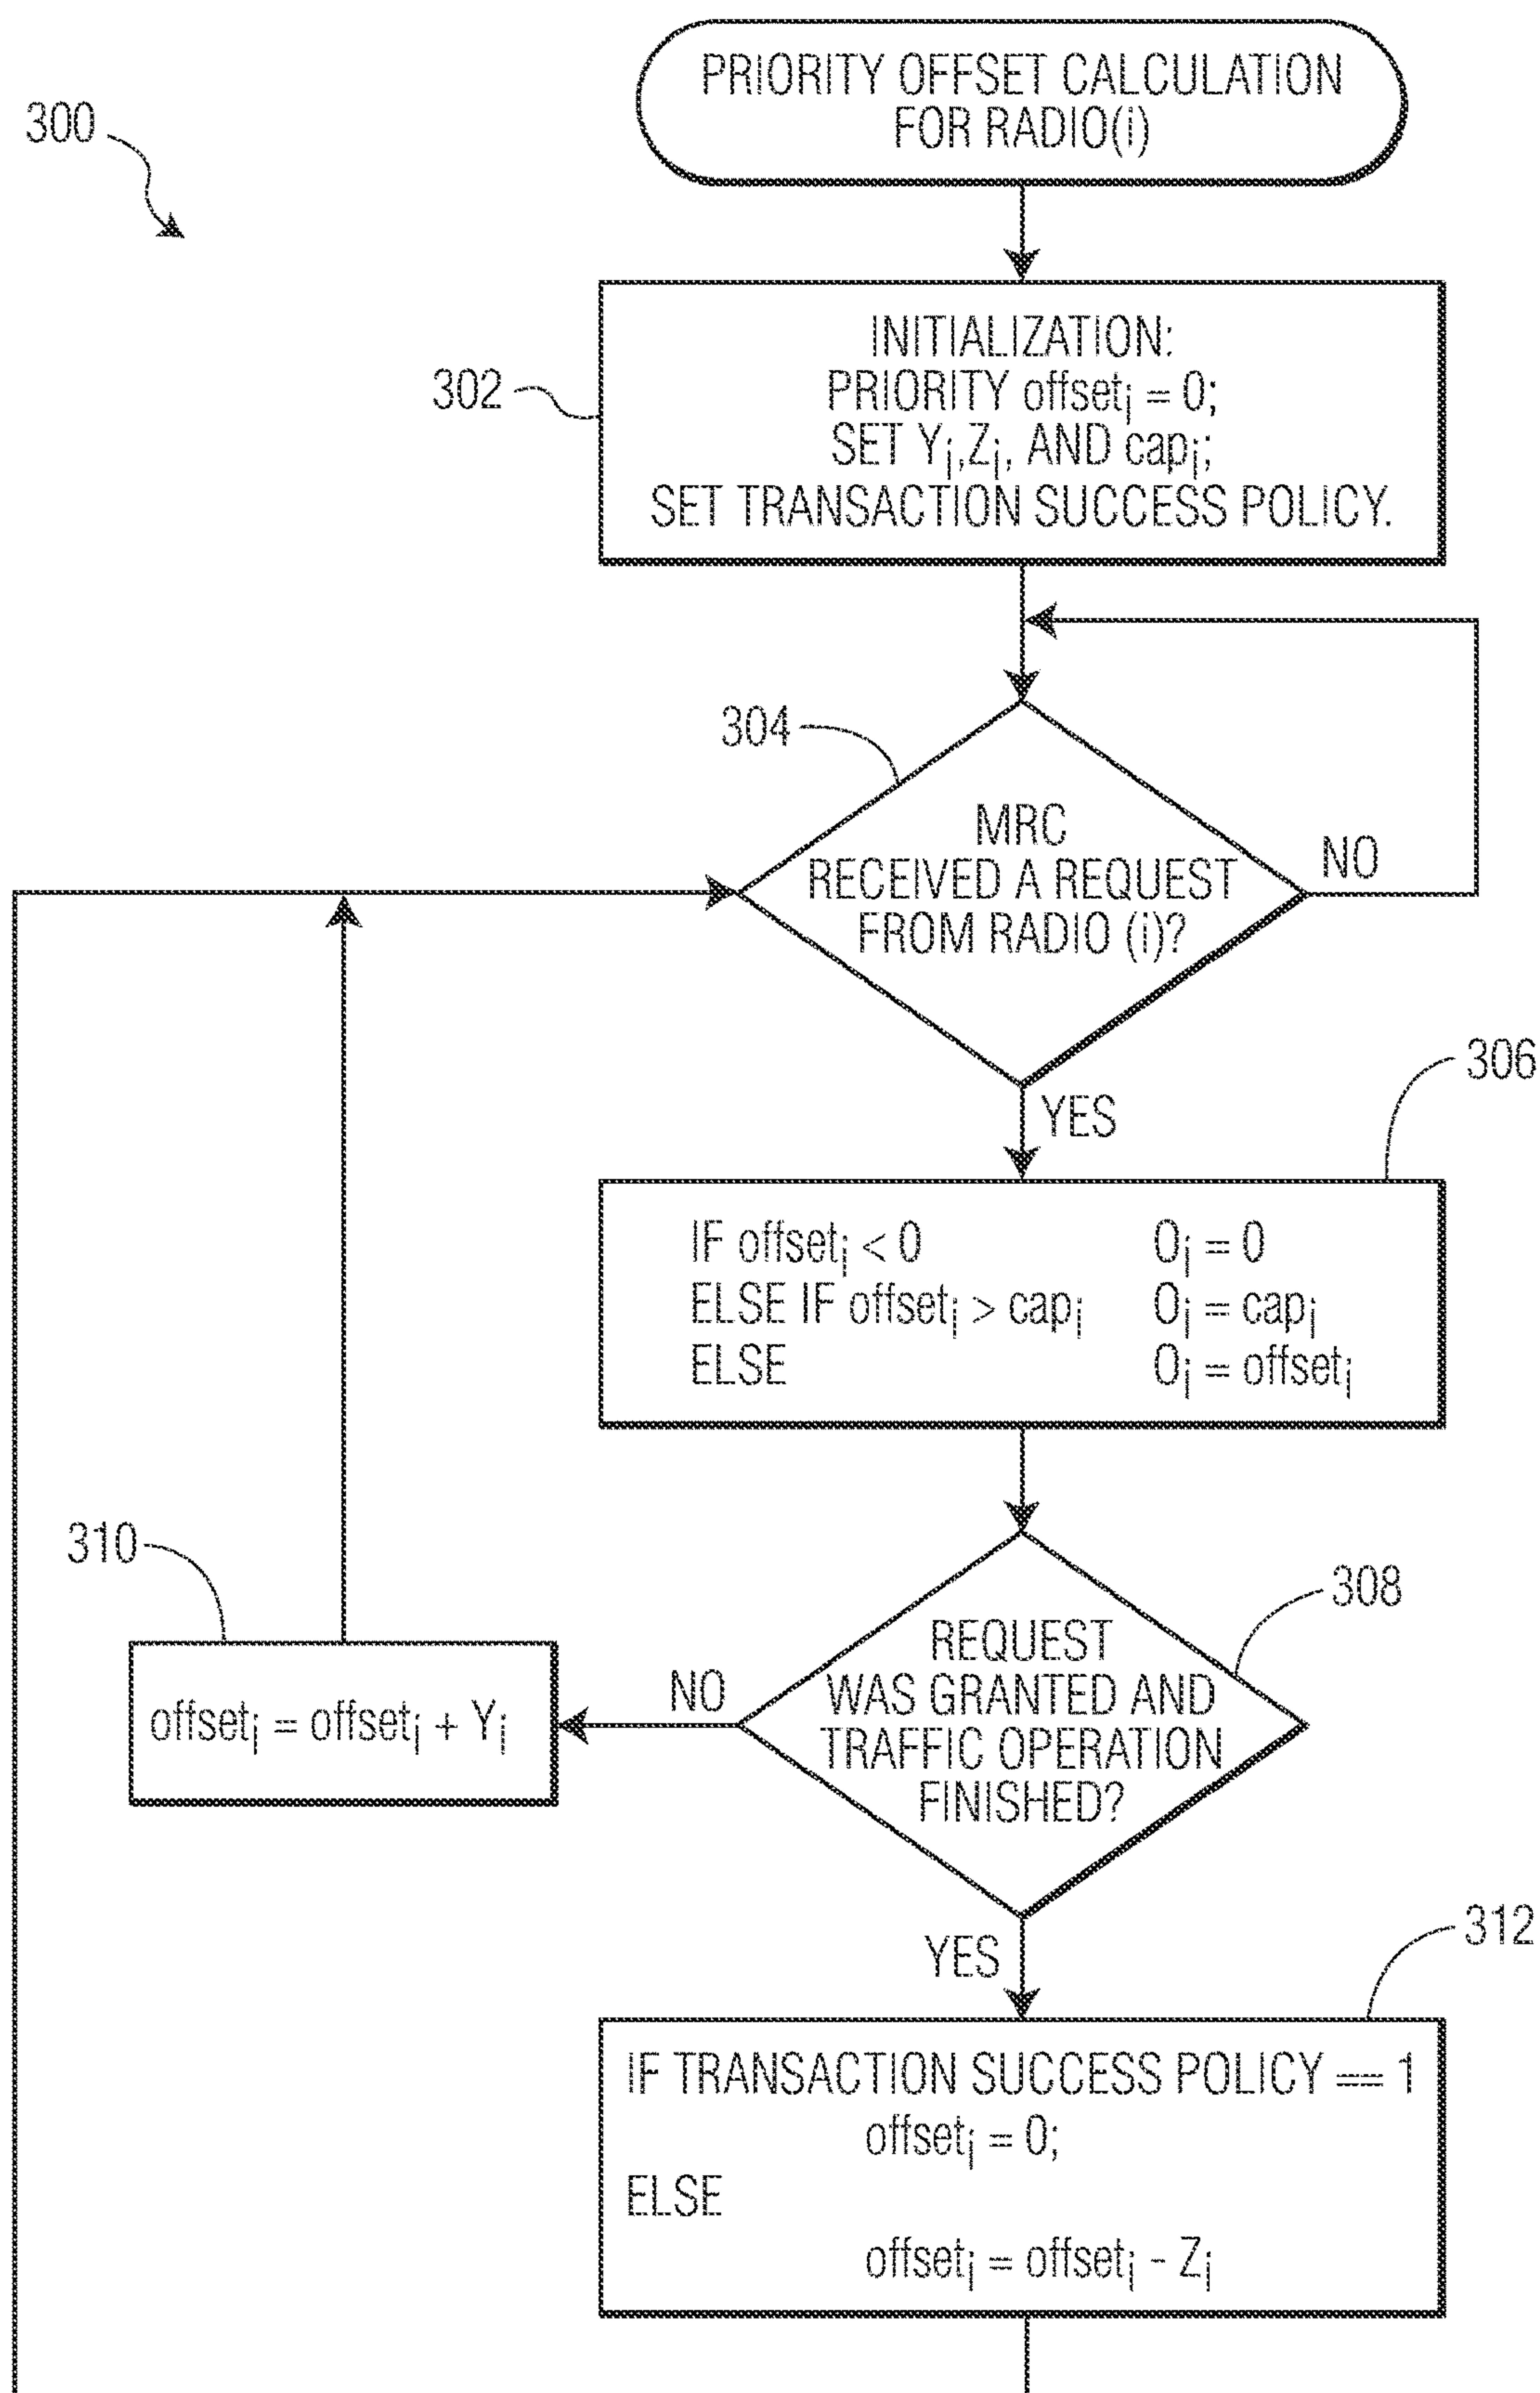 PRIORITY OFFSET CALCULATION
FOR RADIO(i)
300
302
INITIALIZATION:
PRIORITY offsetᵢ = 0;
SET Yᵢ,Zᵢ, AND capᵢ;
SET TRANSACTION SUCCESS POLICY.
304
MRC
RECEIVED A REQUEST
FROM RADIO (i)?
NO
YES
306
IF offsetᵢ < 0 Oᵢ = 0
ELSE IF offsetᵢ > capᵢ Oᵢ = capᵢ
ELSE Oᵢ = offsetᵢ
308
REQUEST
WAS GRANTED AND
TRAFFIC OPERATION
FINISHED?
NO
310
offsetᵢ = offsetᵢ + Yᵢ
YES
312
IF TRANSACTION SUCCESS POLICY == 1
offsetᵢ = 0;
ELSE
offsetᵢ = offsetᵢ - Zᵢ